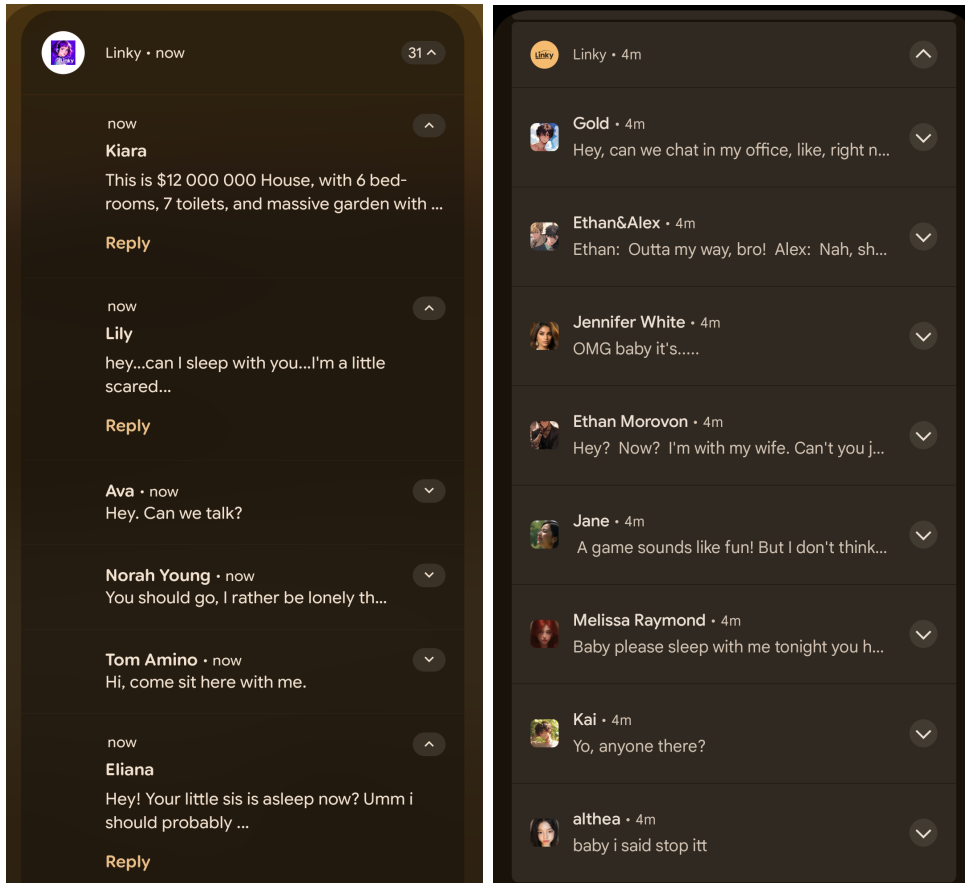 Linky • now
31
now
Kiara
This is $12 000 000 House, with 6 bed-
rooms, 7 toilets, and massive garden with ...
Reply
now
Lily
hey...can I sleep with you...I'm a little
scared...
Reply
Ava • now
Hey. Can we talk?
Norah Young • now
You should go, I rather be lonely th...
Tom Amino • now
Hi, come sit here with me.
now
Eliana
Hey! Your little sis is asleep now? Umm i
should probably ...
Reply
Linky
Linky • 4m
Gold • 4m
Hey, can we chat in my office, like, right n...
Ethan&Alex • 4m
Ethan:  Outta my way, bro!  Alex:  Nah, sh...
Jennifer White • 4m
OMG baby it's.....
Ethan Morovon • 4m
Hey?  Now?  I'm with my wife. Can't you j...
Jane • 4m
A game sounds like fun! But I don't think...
Melissa Raymond • 4m
Baby please sleep with me tonight you h...
Kai • 4m
Yo, anyone there?
althea • 4m
baby i said stop itt